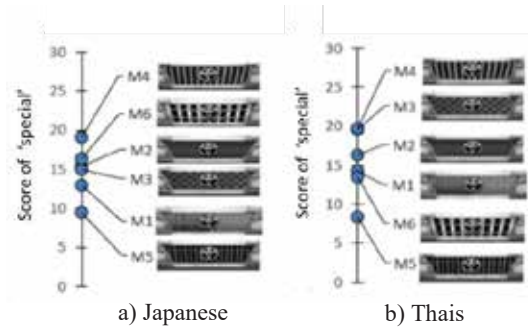 Score of 'special'
30
25
20
15
10
5
0
M4
M6
M2
M3
M1
M5
a) Japanese
Score of 'special'
30
25
20
15
10
5
0
M4
M3
M2
M1
M6
M5
b) Thais